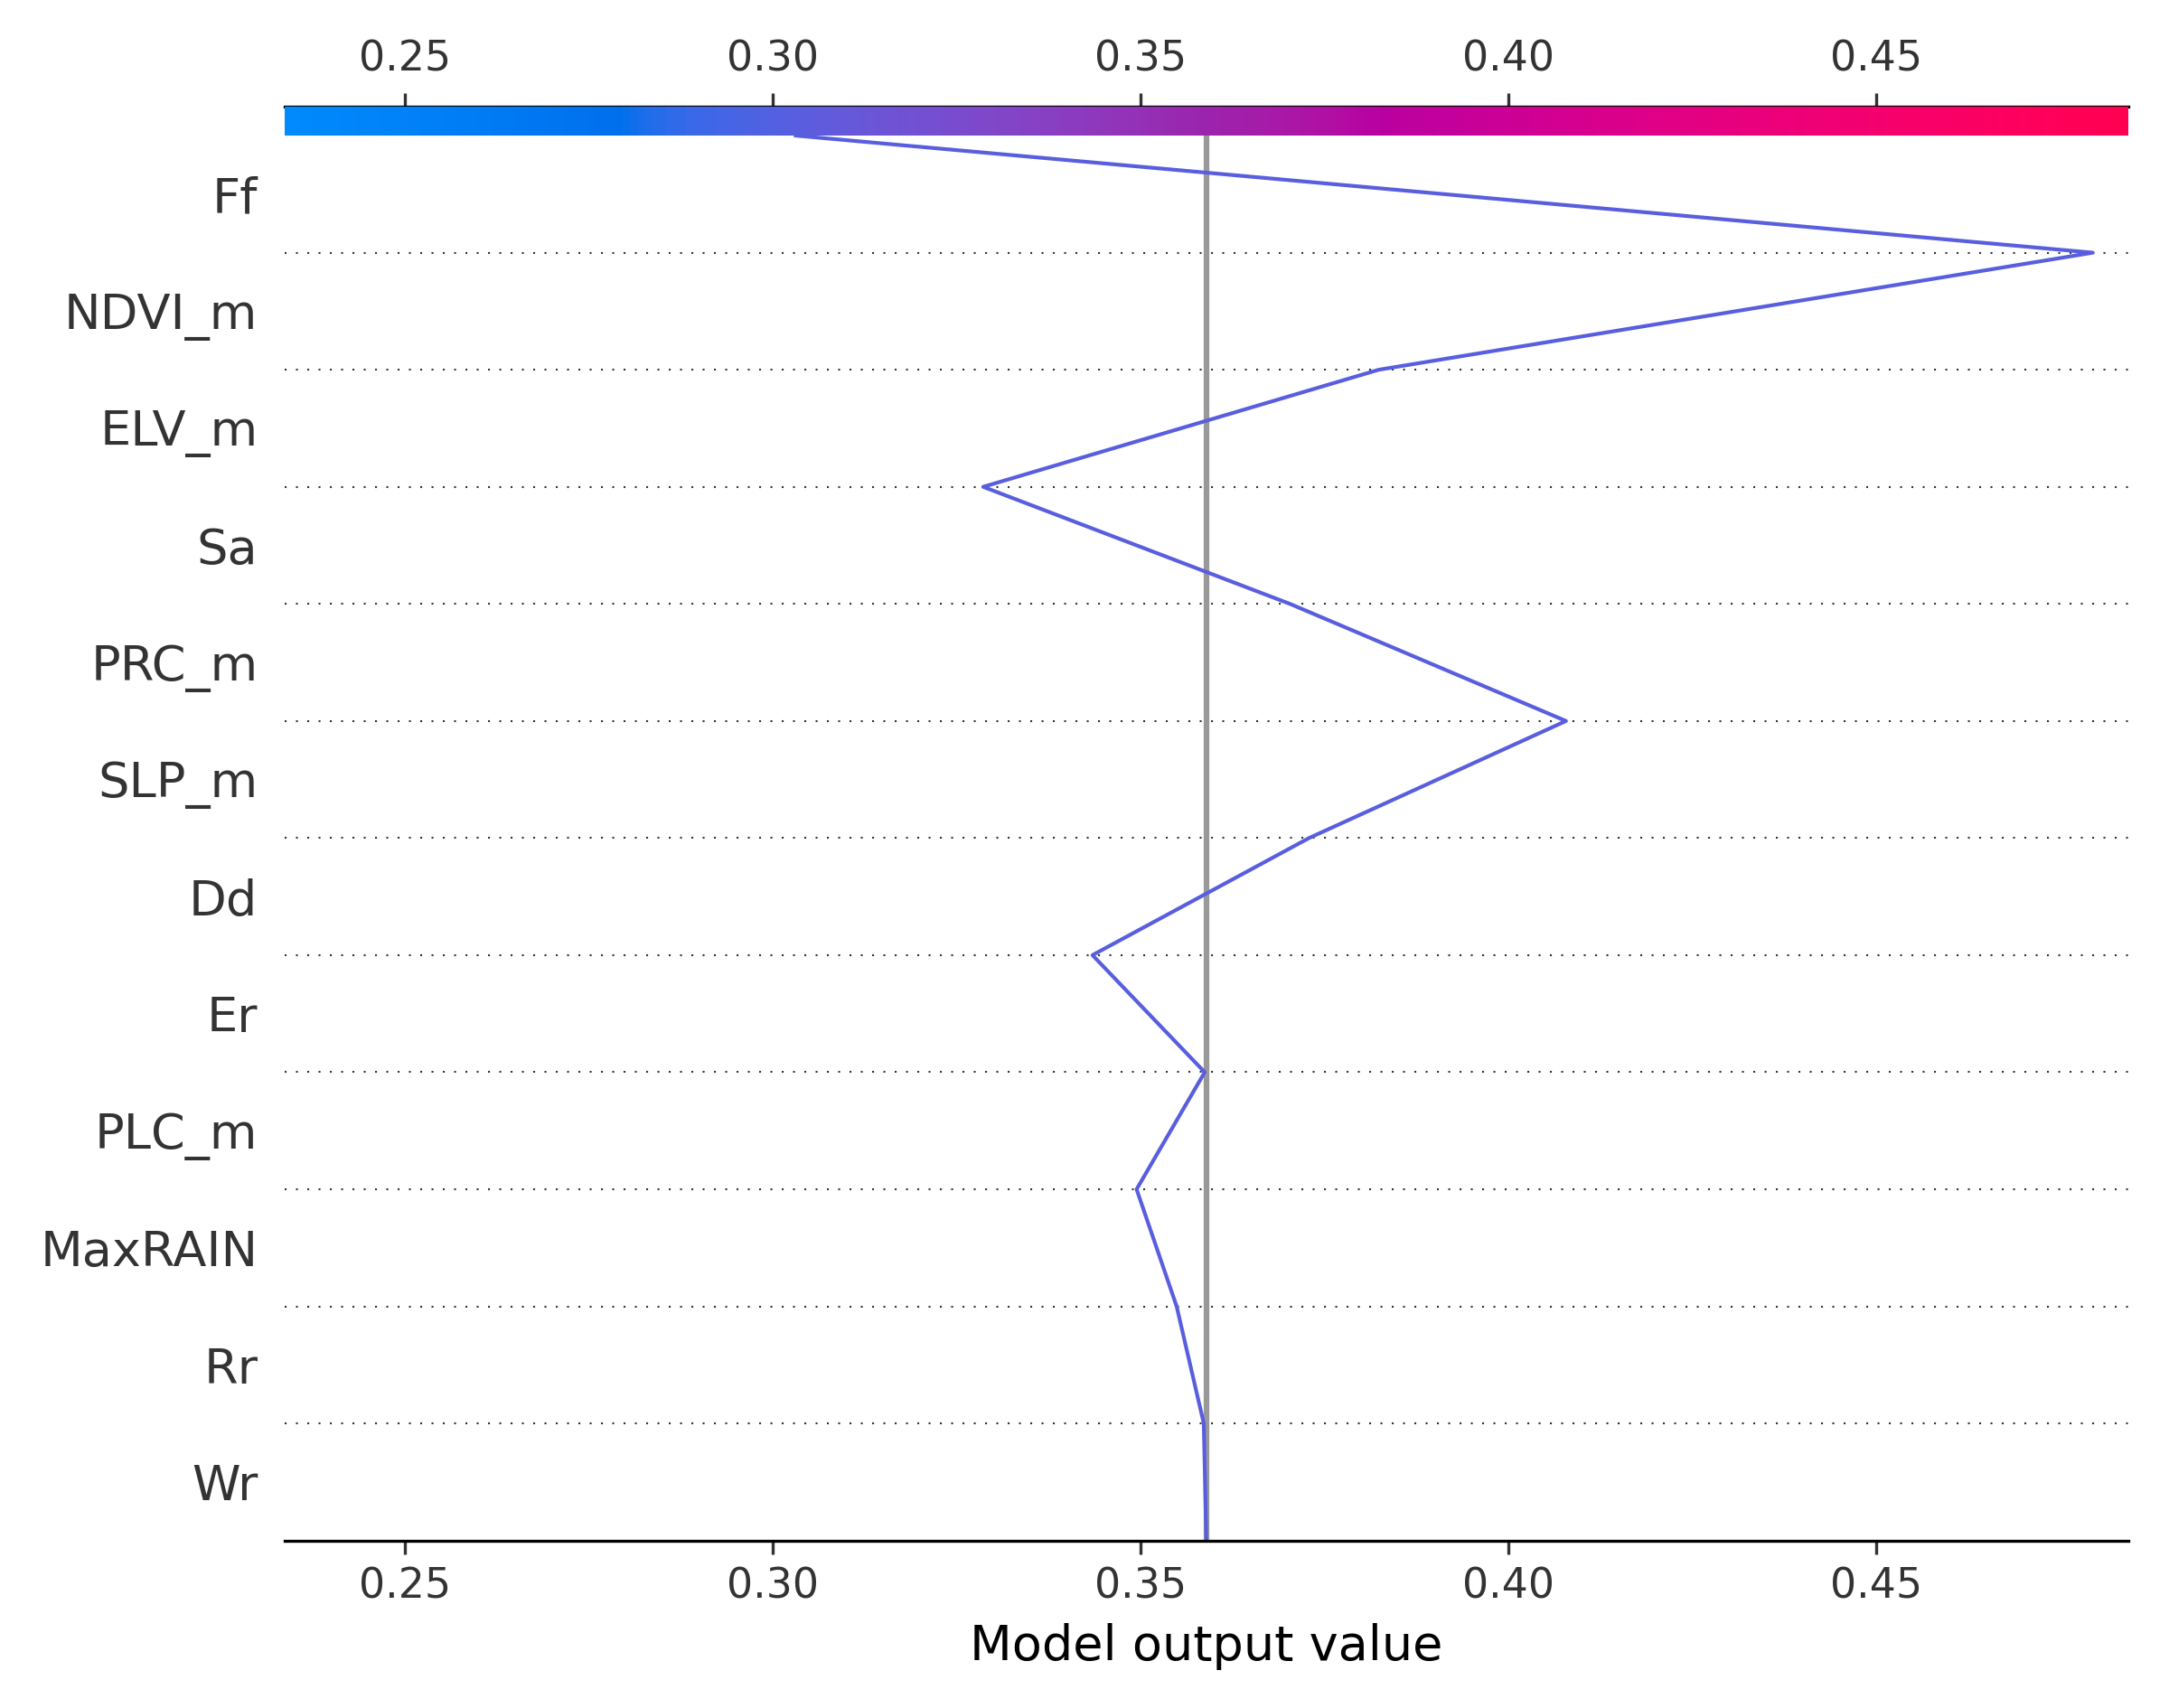 0.25 0.30 0.35 0.40 0.45
Ff
NDVI_m
ELV_m
Sa
PRC_m
SLP_m
Dd
Er
PLC_m
MaxRAIN
Rr
Wr
0.25 0.30 0.35 0.40 0.45
Model output value